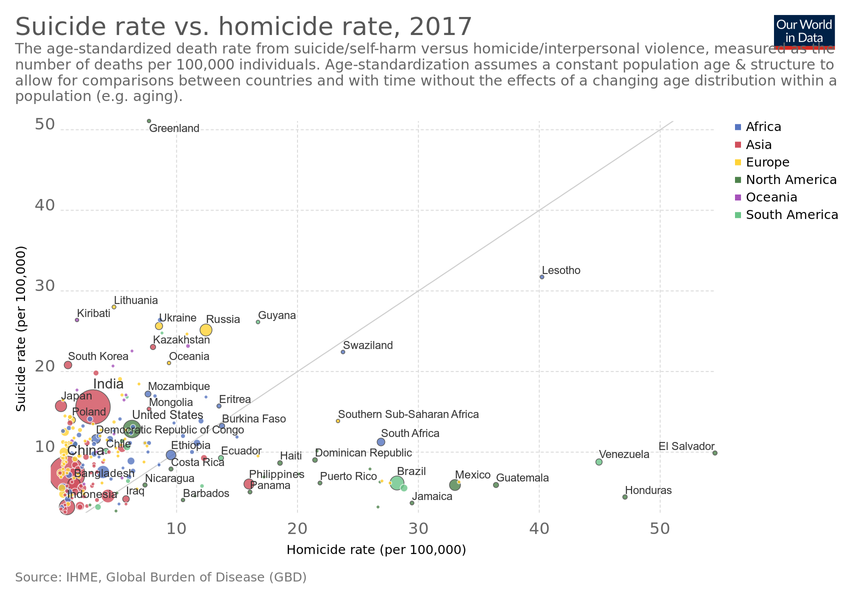 Suicide rate vs. homicide rate, 2017
Our World
in Data
The age-standardized death rate from suicide/self-harm versus homicide/interpersonal violence, measured as the
number of deaths per 100,000 individuals. Age-standardization assumes a constant population age & structure to
allow for comparisons between countries and with time without the effects of a changing age distribution within a
population (e.g. aging).
50
Greenland
Africa
Asia
Europe
North America
Oceania
South America
40
Lesotho
30
Lithuania
Kiribati
Ukraine
Russia
Guyana
Kazakhstan
Swaziland
South Korea
Oceania
20
India
Mozambique
Japan
Mongolia
Eritrea
Poland
United States
Burkina Faso
Southern Sub-Saharan Africa
Democratic Republic of Congo
South Africa
10
China
Chile
Ethiopia
Ecuador
Haiti
Dominican Republic
Venezuela
El Salvador
Costa Rica
Bangladesh
Nicaragua
Philippines
Panama
Puerto Rico
Brazil
Mexico
Guatemala
Indonesia
Iraq
Barbados
Jamaica
Honduras
Suicide rate (per 100,000)
10
20
30
40
50
Homicide rate (per 100,000)
Source: IHME, Global Burden of Disease (GBD)